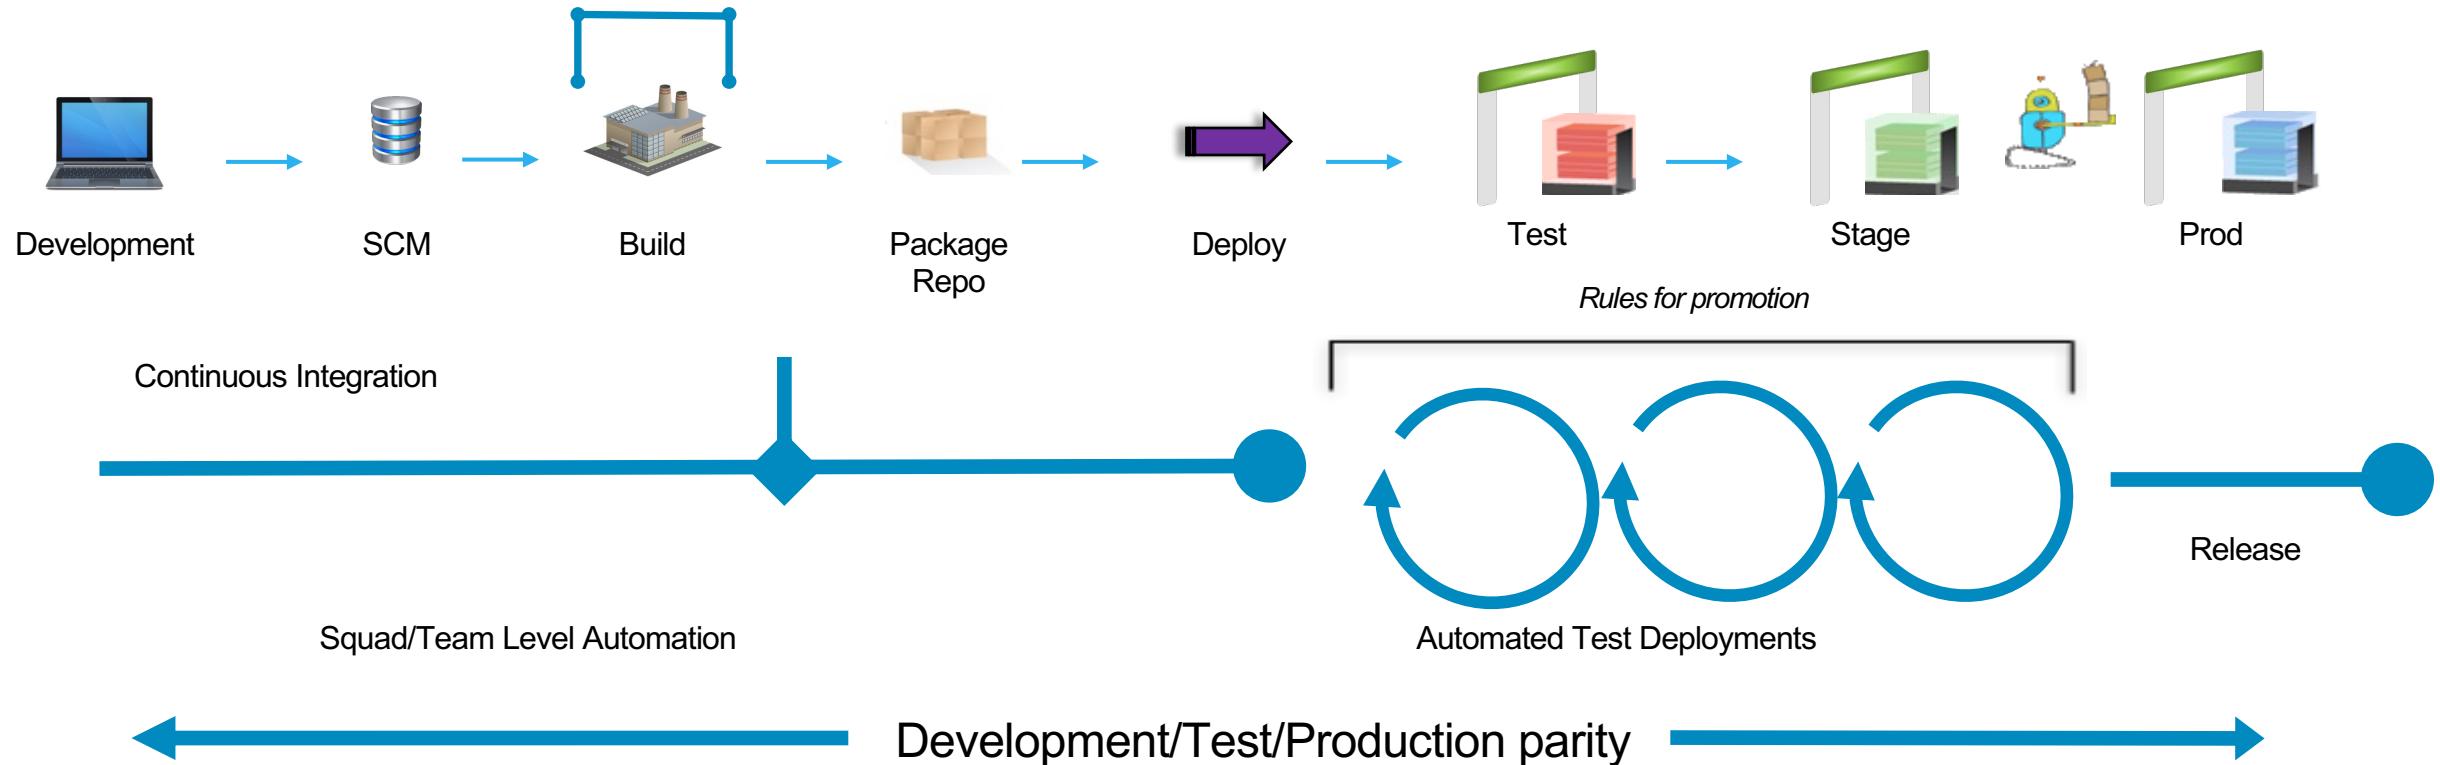 Development
SCM
Build
Package
Repo
Deploy
Test
Stage
Prod
Rules for promotion
Continuous Integration
Release
Squad/Team Level Automation
Automated Test Deployments
Development/Test/Production parity